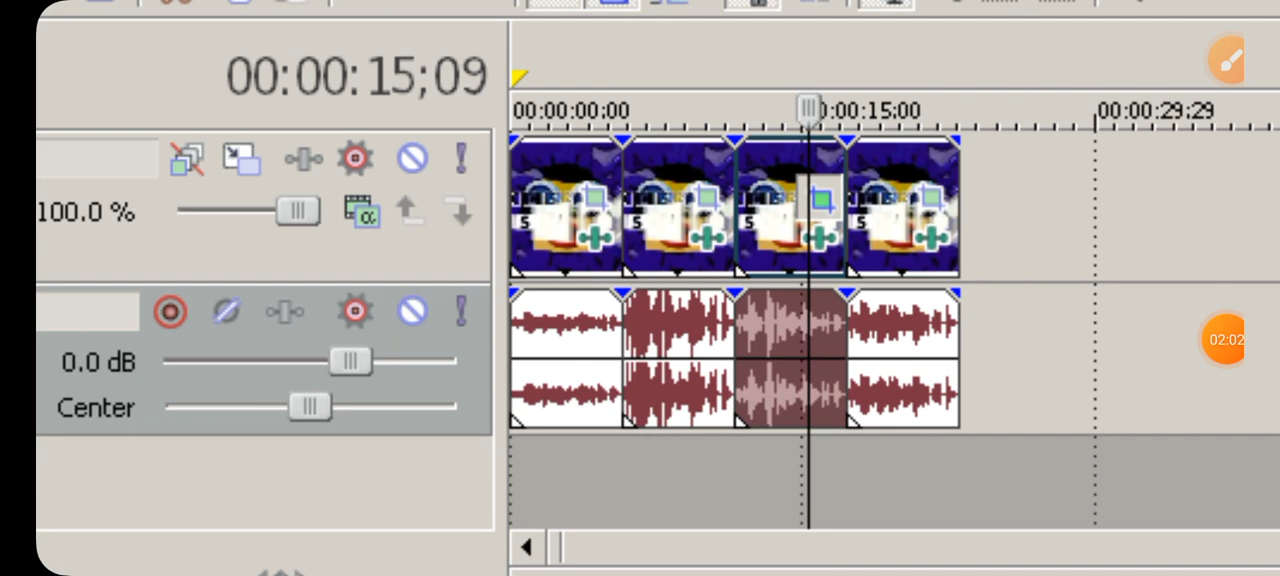 00:00:15;09
00:00:00;00
0:00:15;00
00:00:29;29
100.0 %
α
S
S
S
S
02:02
0.0 dB
Center